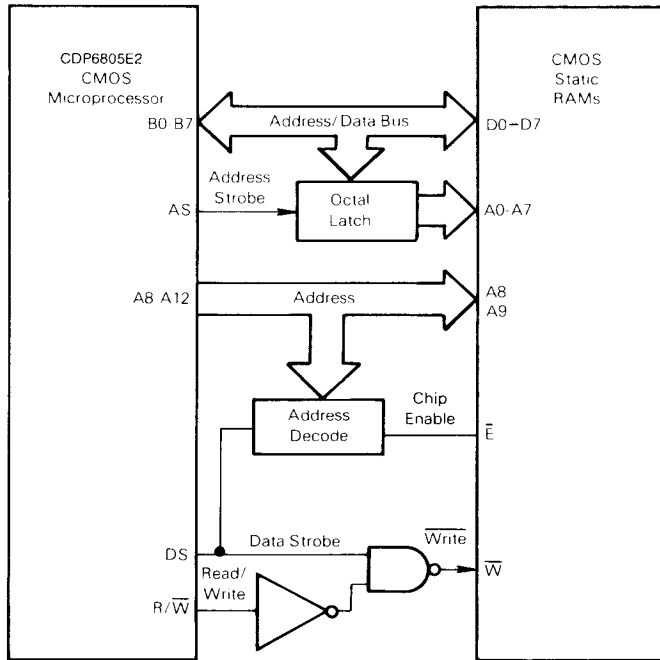 CDP6805E2
CMOS
Microprocessor
CMOS
Static
RAMs
B0-B7
Address/Data Bus
D0-D7
Address
Strobe
AS
Octal
Latch
A0-A7
A8-A12
Address
A8
A9
Address
Decode
Chip
Enable
E̅
DS
Data Strobe
W̅r̅i̅t̅e̅
W̅
Read/
Write
R/W̅